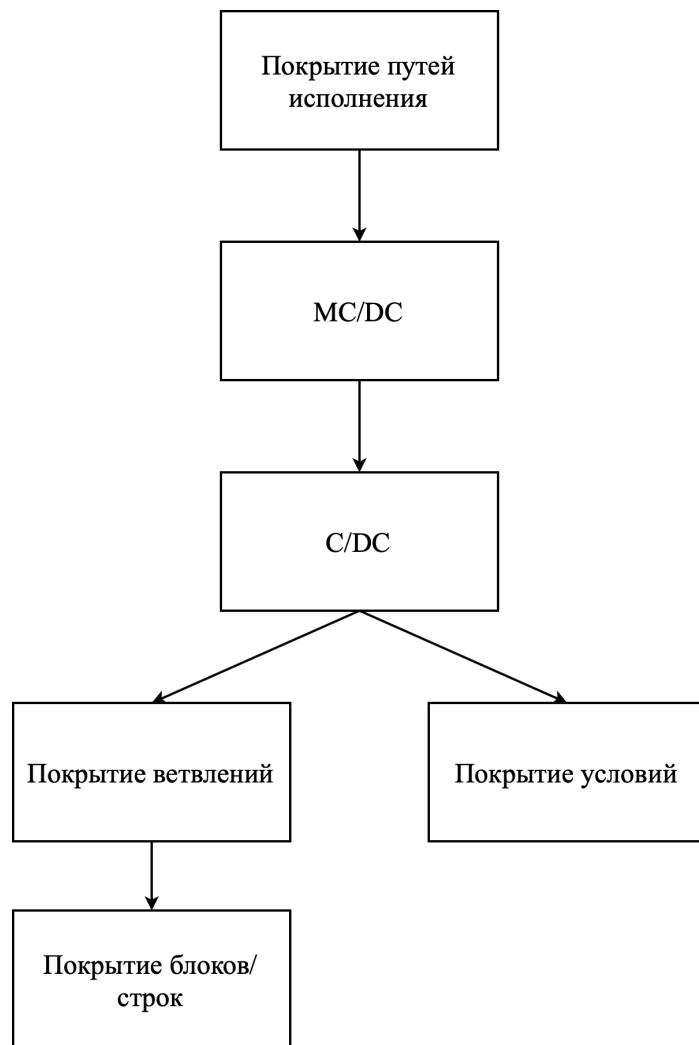 Покрытие путей
исполнения
MC/DC
C/DC
Покрытие ветвлений
Покрытие условий
Покрытие блоков/
строк